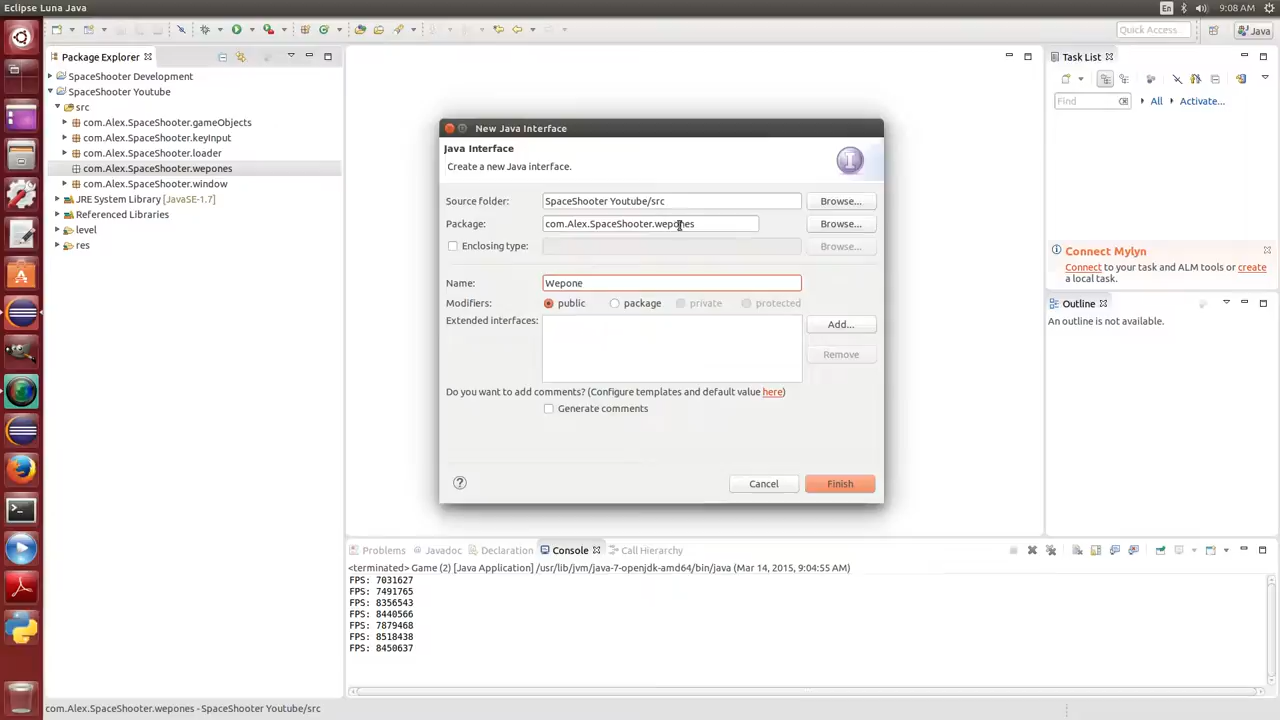 Eclipse Luna Java
En
9:08 AM
Quick Access
Java
Package Explorer
SpaceShooter Development
SpaceShooter Youtube
src
com.Alex.SpaceShooter.gameObjects
com.Alex.SpaceShooter.keyInput
com.Alex.SpaceShooter.loader
com.Alex.SpaceShooter.wepones
com.Alex.SpaceShooter.window
JRE System Library [JavaSE-1.7]
Referenced Libraries
level
res
New Java Interface
Java Interface
Create a new Java interface.
Source folder: SpaceShooter Youtube/src Browse...
Package: com.Alex.SpaceShooter.wepones Browse...
Enclosing type: Browse...
Name: Wepone
Modifiers: public package private protected
Extended interfaces: Add...
Remove
Do you want to add comments? (Configure templates and default value here)
Generate comments
Cancel Finish
Task List
Find All Activate...
Connect Mylyn
Connect to your task and ALM tools or create
a local task.
Outline
An outline is not available.
Problems Javadoc Declaration Console Call Hierarchy
<terminated> Game (2) [Java Application] /usr/lib/jvm/java-7-openjdk-amd64/bin/java (Mar 14, 2015, 9:04:55 AM)
FPS: 7031627
FPS: 7491765
FPS: 8356543
FPS: 8440566
FPS: 7879468
FPS: 8518438
FPS: 8450637
com.Alex.SpaceShooter.wepones - SpaceShooter Youtube/src